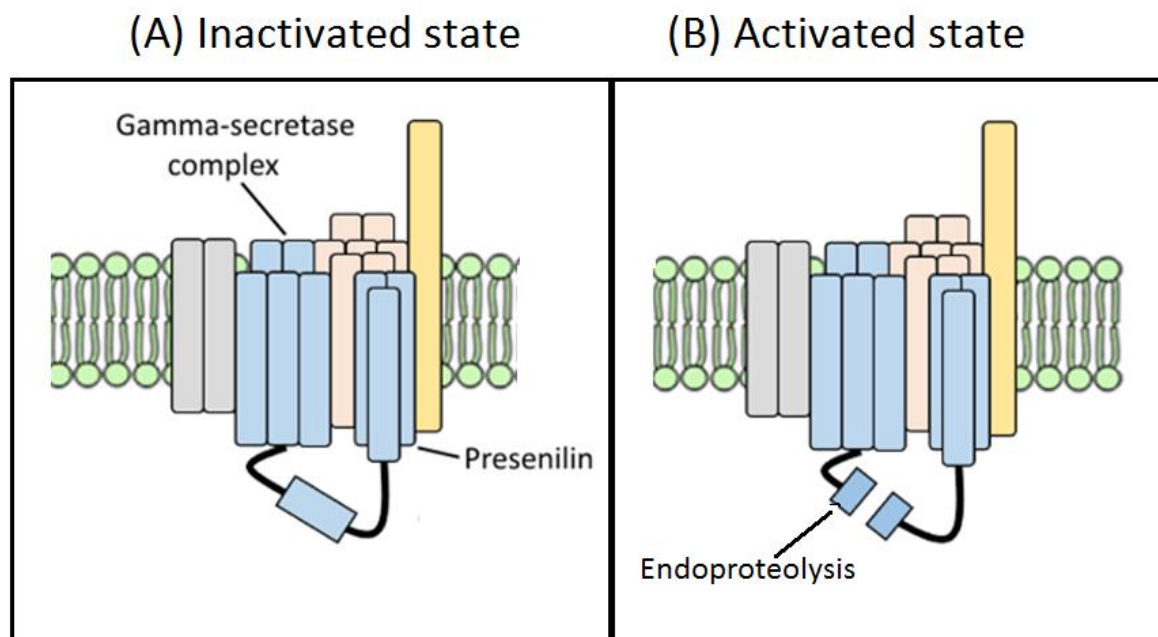 (A) Inactivated state
(B) Activated state
Gamma-secretase
complex
Presenilin
Endoproteolysis